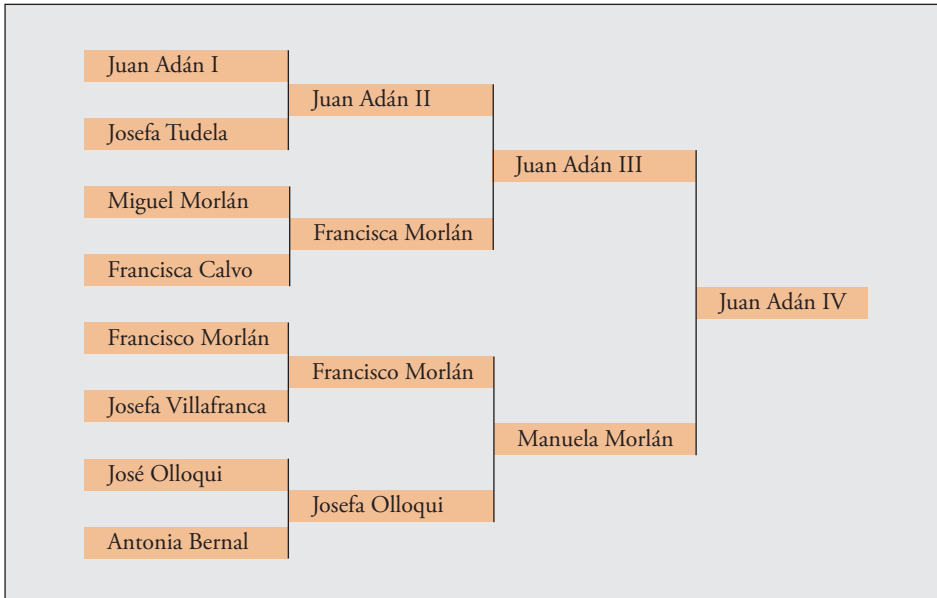 Juan Adán I
Josefa Tudela
Miguel Morlán
Francisca Calvo
Francisco Morlán
Josefa Villafranca
José Olloqui
Antonia Bernal
Juan Adán II
Francisca Morlán
Francisco Morlán
Josefa Olloqui
Juan Adán III
Manuela Morlán
Juan Adán IV